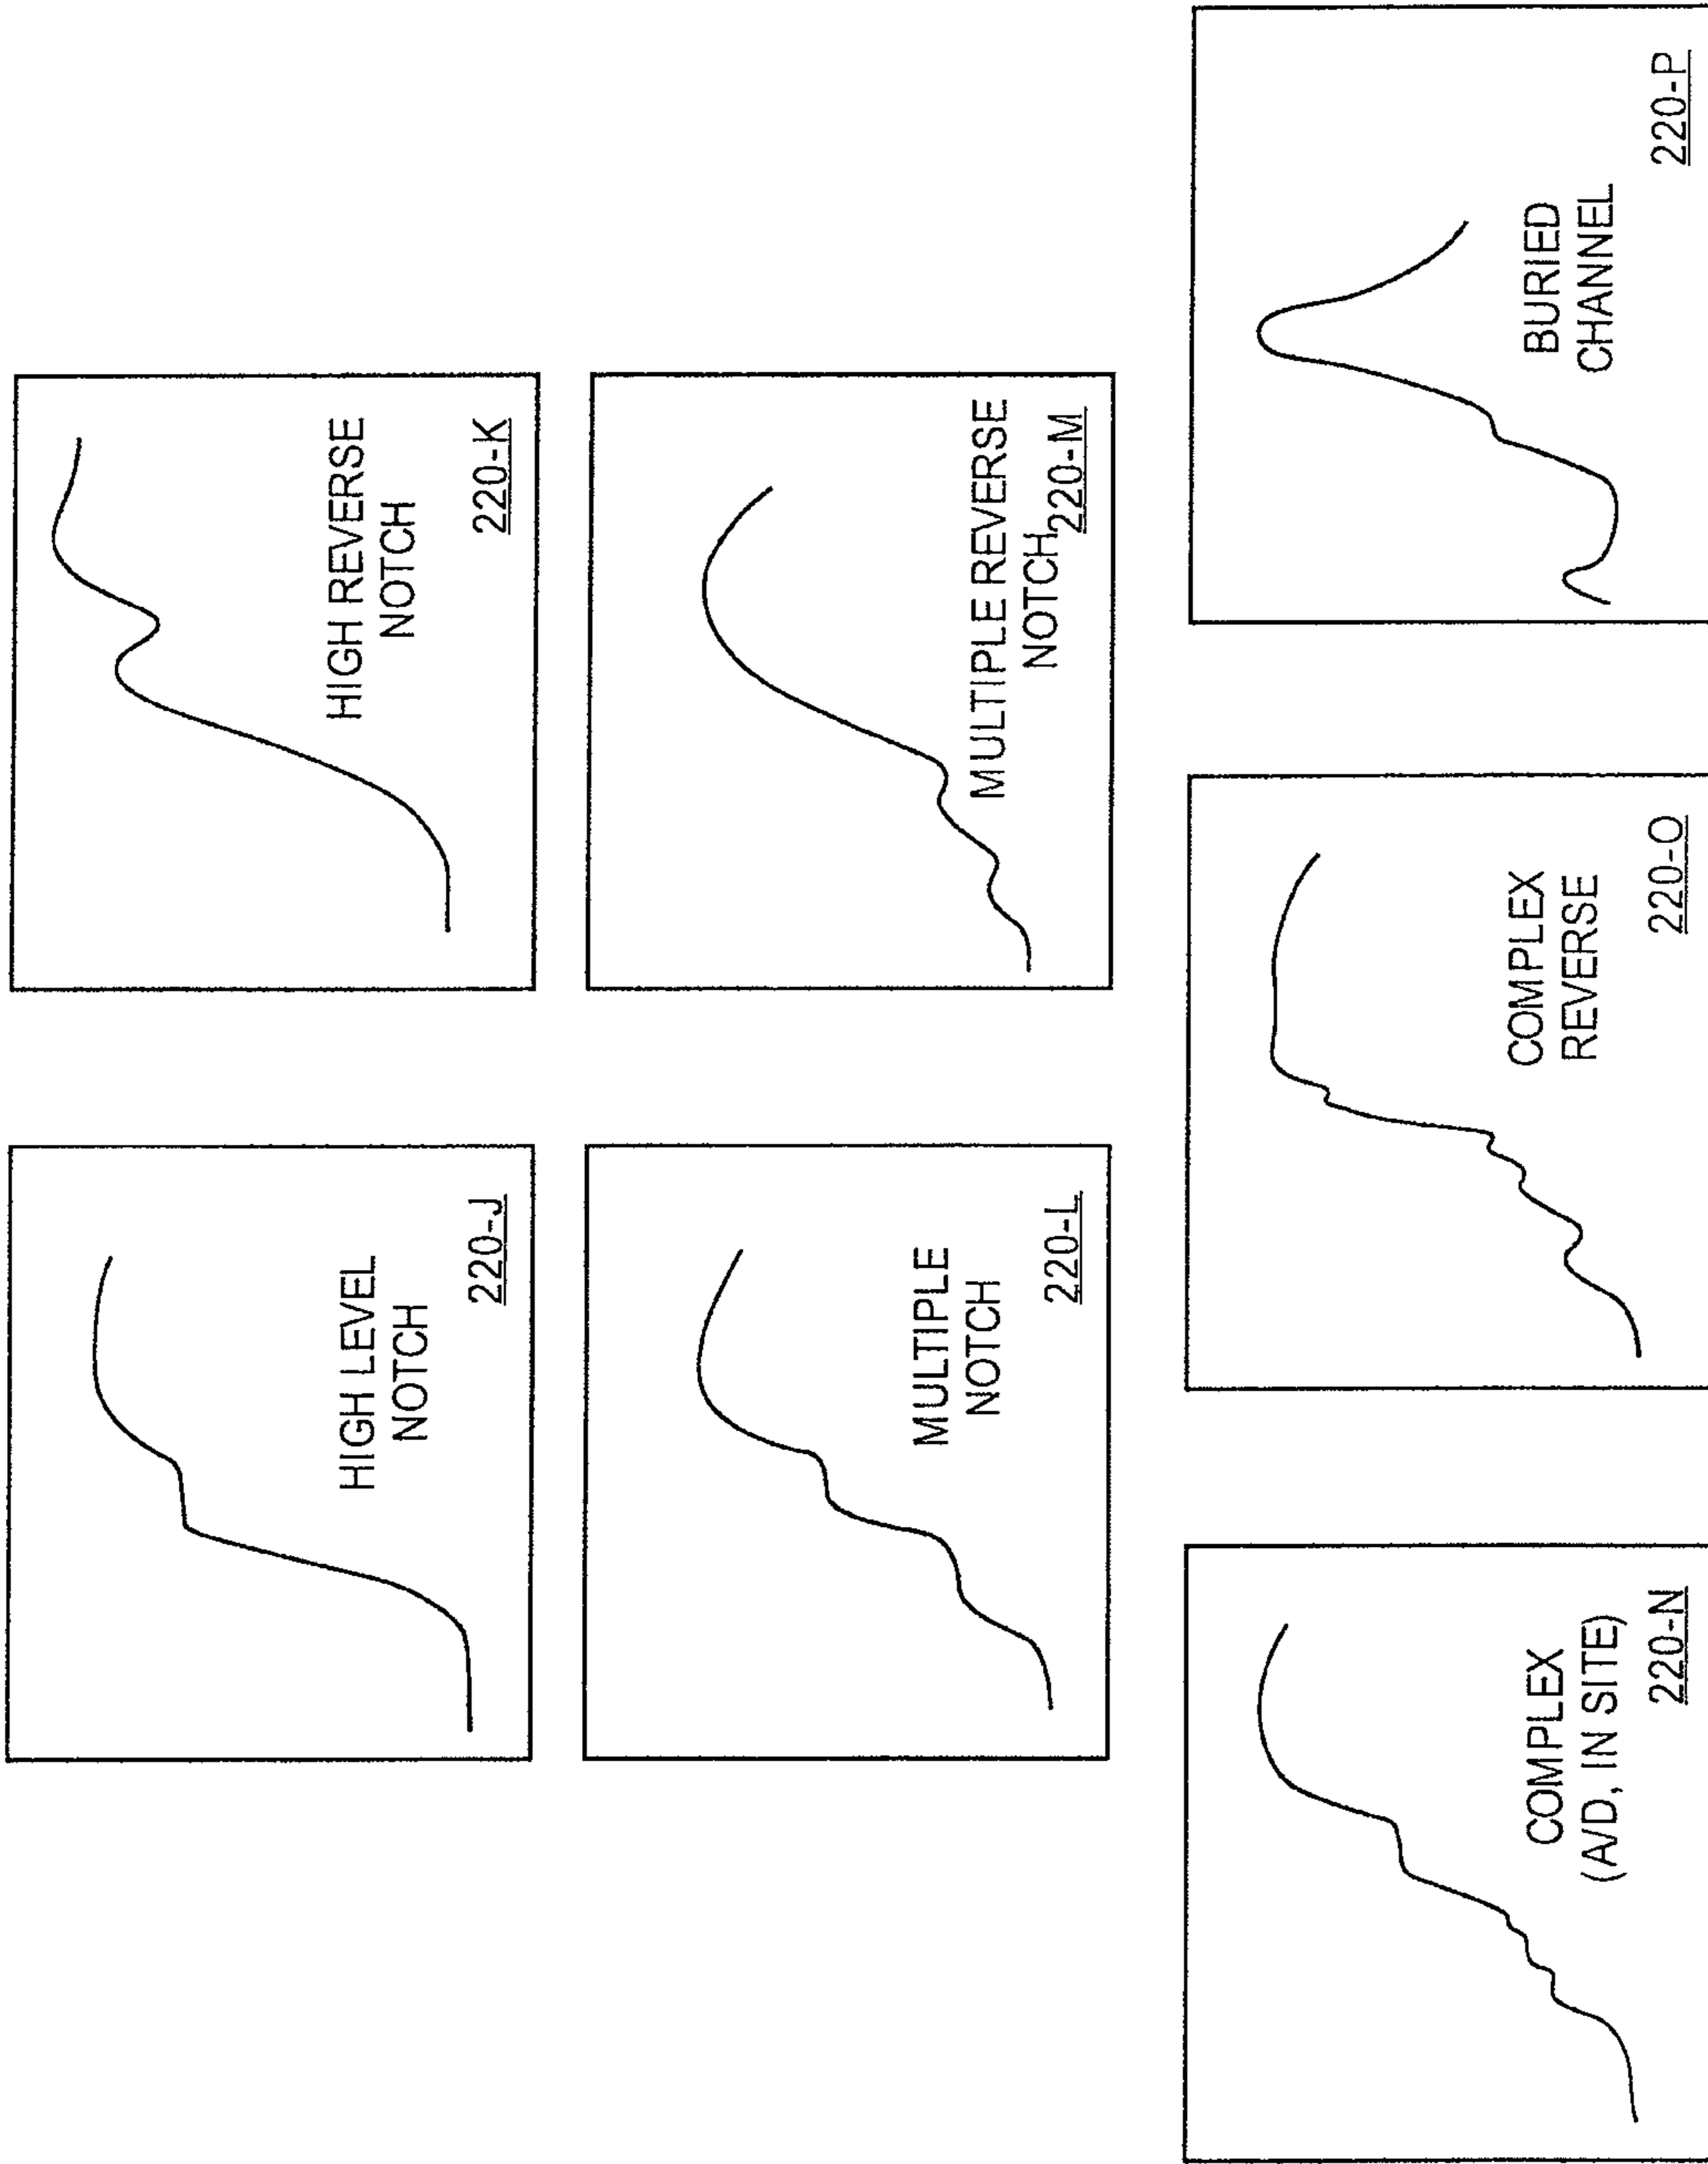 HIGH LEVEL
NOTCH
220-J
HIGH REVERSE
NOTCH
220-K
MULTIPLE
NOTCH
220-L
MULTIPLE REVERSE
NOTCH
220-M
COMPLEX
(A/D, IN SITE)
220-N
COMPLEX
REVERSE
220-O
BURIED
CHANNEL
220-P